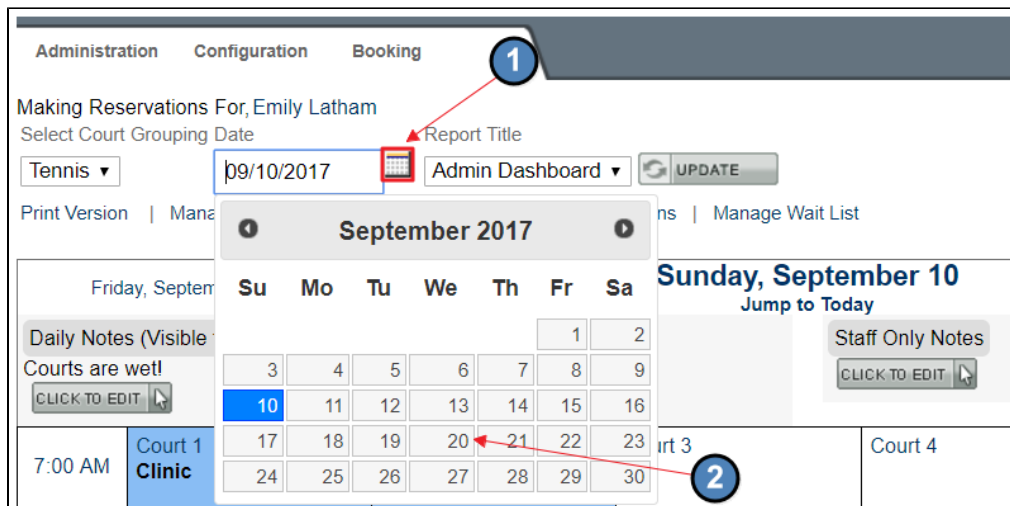 Administration Configuration Booking
1
Making Reservations For, Emily Latham
Select Court Grouping Date Report Title
Tennis 09/10/2017 Admin Dashboard UPDATE
Print Version | Mana ns | Manage Wait List
September 2017
Friday, Septem Sunday, September 10
Jump to Today
Su Mo Tu We Th Fr Sa
1 2
Daily Notes (Visible Staff Only Notes
Courts are wet!
3 4 5 6 7 8 9
CLICK TO EDIT CLICK TO EDIT
10 11 12 13 14 15 16
17 18 19 20 21 22 23
Court 1 urt 3 Court 4
7:00 AM Clinic
24 25 26 27 28 29 30
2